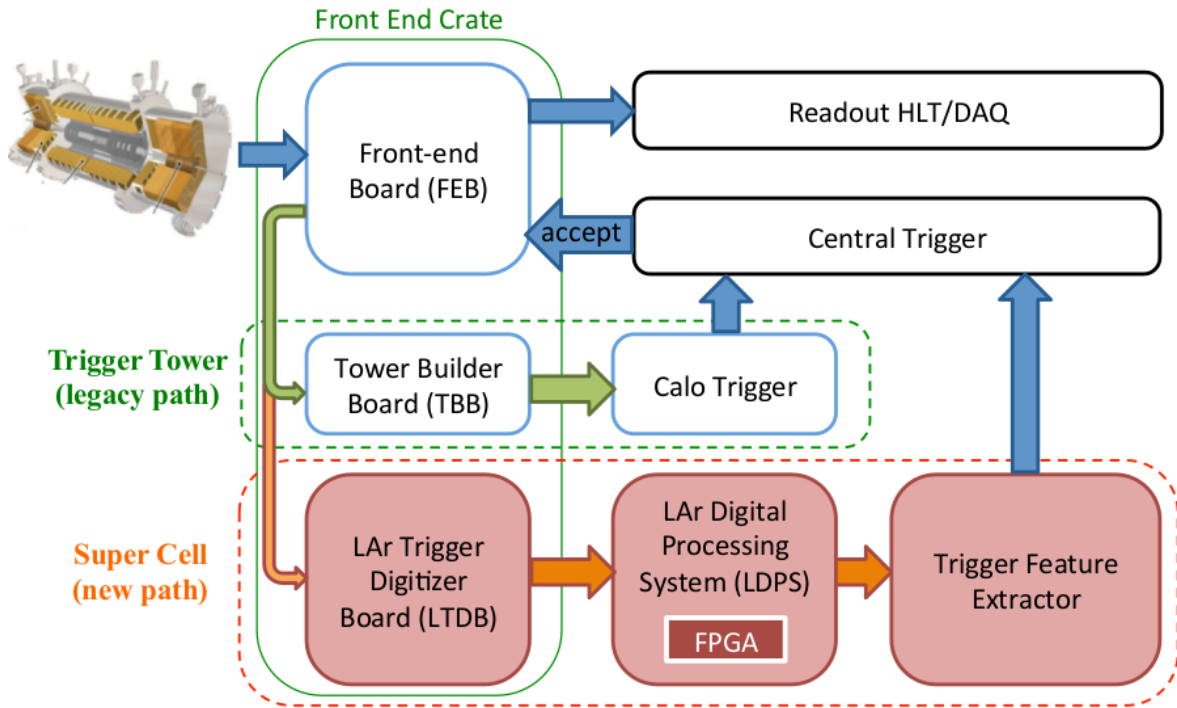 Front End Crate
Front-end
Board (FEB)
Readout HLT/DAQ
accept
Central Trigger
Trigger Tower
(legacy path)
Tower Builder
Board (TBB)
Calo Trigger
Super Cell
(new path)
LAr Trigger
Digitizer
Board (LTDB)
LAr Digital
Processing
System (LDPS)
FPGA
Trigger Feature
Extractor